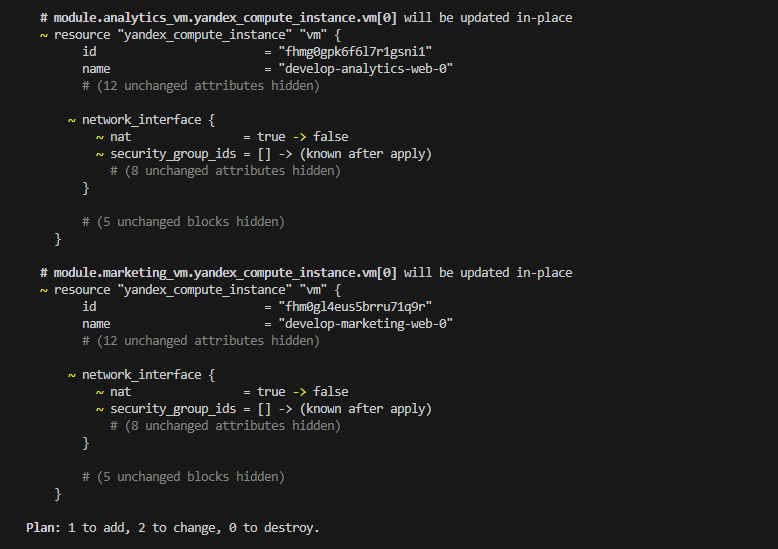 # module.analytics_vm.yandex_compute_instance.vm[0] will be updated in-place
~ resource "yandex_compute_instance" "vm" {
id = "fhmg0gpk6f6l7r1gsni1"
name = "develop-analytics-web-0"
# (12 unchanged attributes hidden)
~ network_interface {
~ nat = true -> false
~ security_group_ids = [] -> (known after apply)
# (8 unchanged attributes hidden)
}
# (5 unchanged blocks hidden)
}
# module.marketing_vm.yandex_compute_instance.vm[0] will be updated in-place
~ resource "yandex_compute_instance" "vm" {
id = "fhm0gl4eus5brru71q9r"
name = "develop-marketing-web-0"
# (12 unchanged attributes hidden)
~ network_interface {
~ nat = true -> false
~ security_group_ids = [] -> (known after apply)
# (8 unchanged attributes hidden)
}
# (5 unchanged blocks hidden)
}
Plan: 1 to add, 2 to change, 0 to destroy.